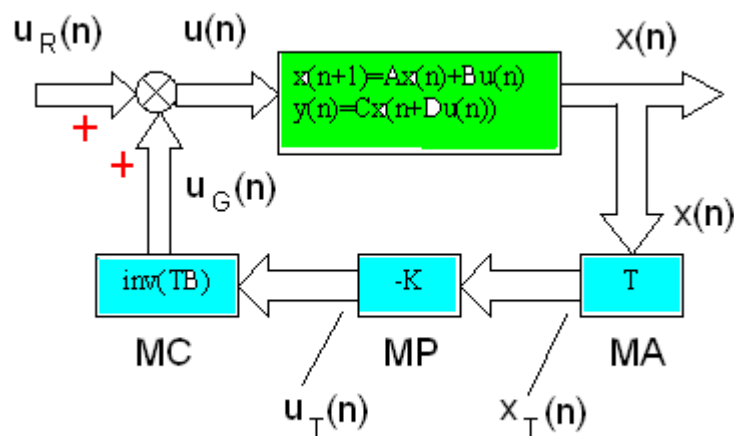 u_R(n) u(n) x(n)
x(n+1)=Ax(n)+Bu(n)
y(n)=Cx(n+Du(n))
+
+
u_G(n) x(n)
inv(TB) -K T
MC MP MA
u_T(n) x_T(n)